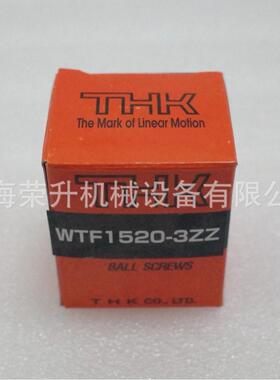 THK
The Mark of Linear Motion
海荣升机械设备有限公
THK
WTF1520-3ZZ
BALL SCREWS
THK CO., LTD.